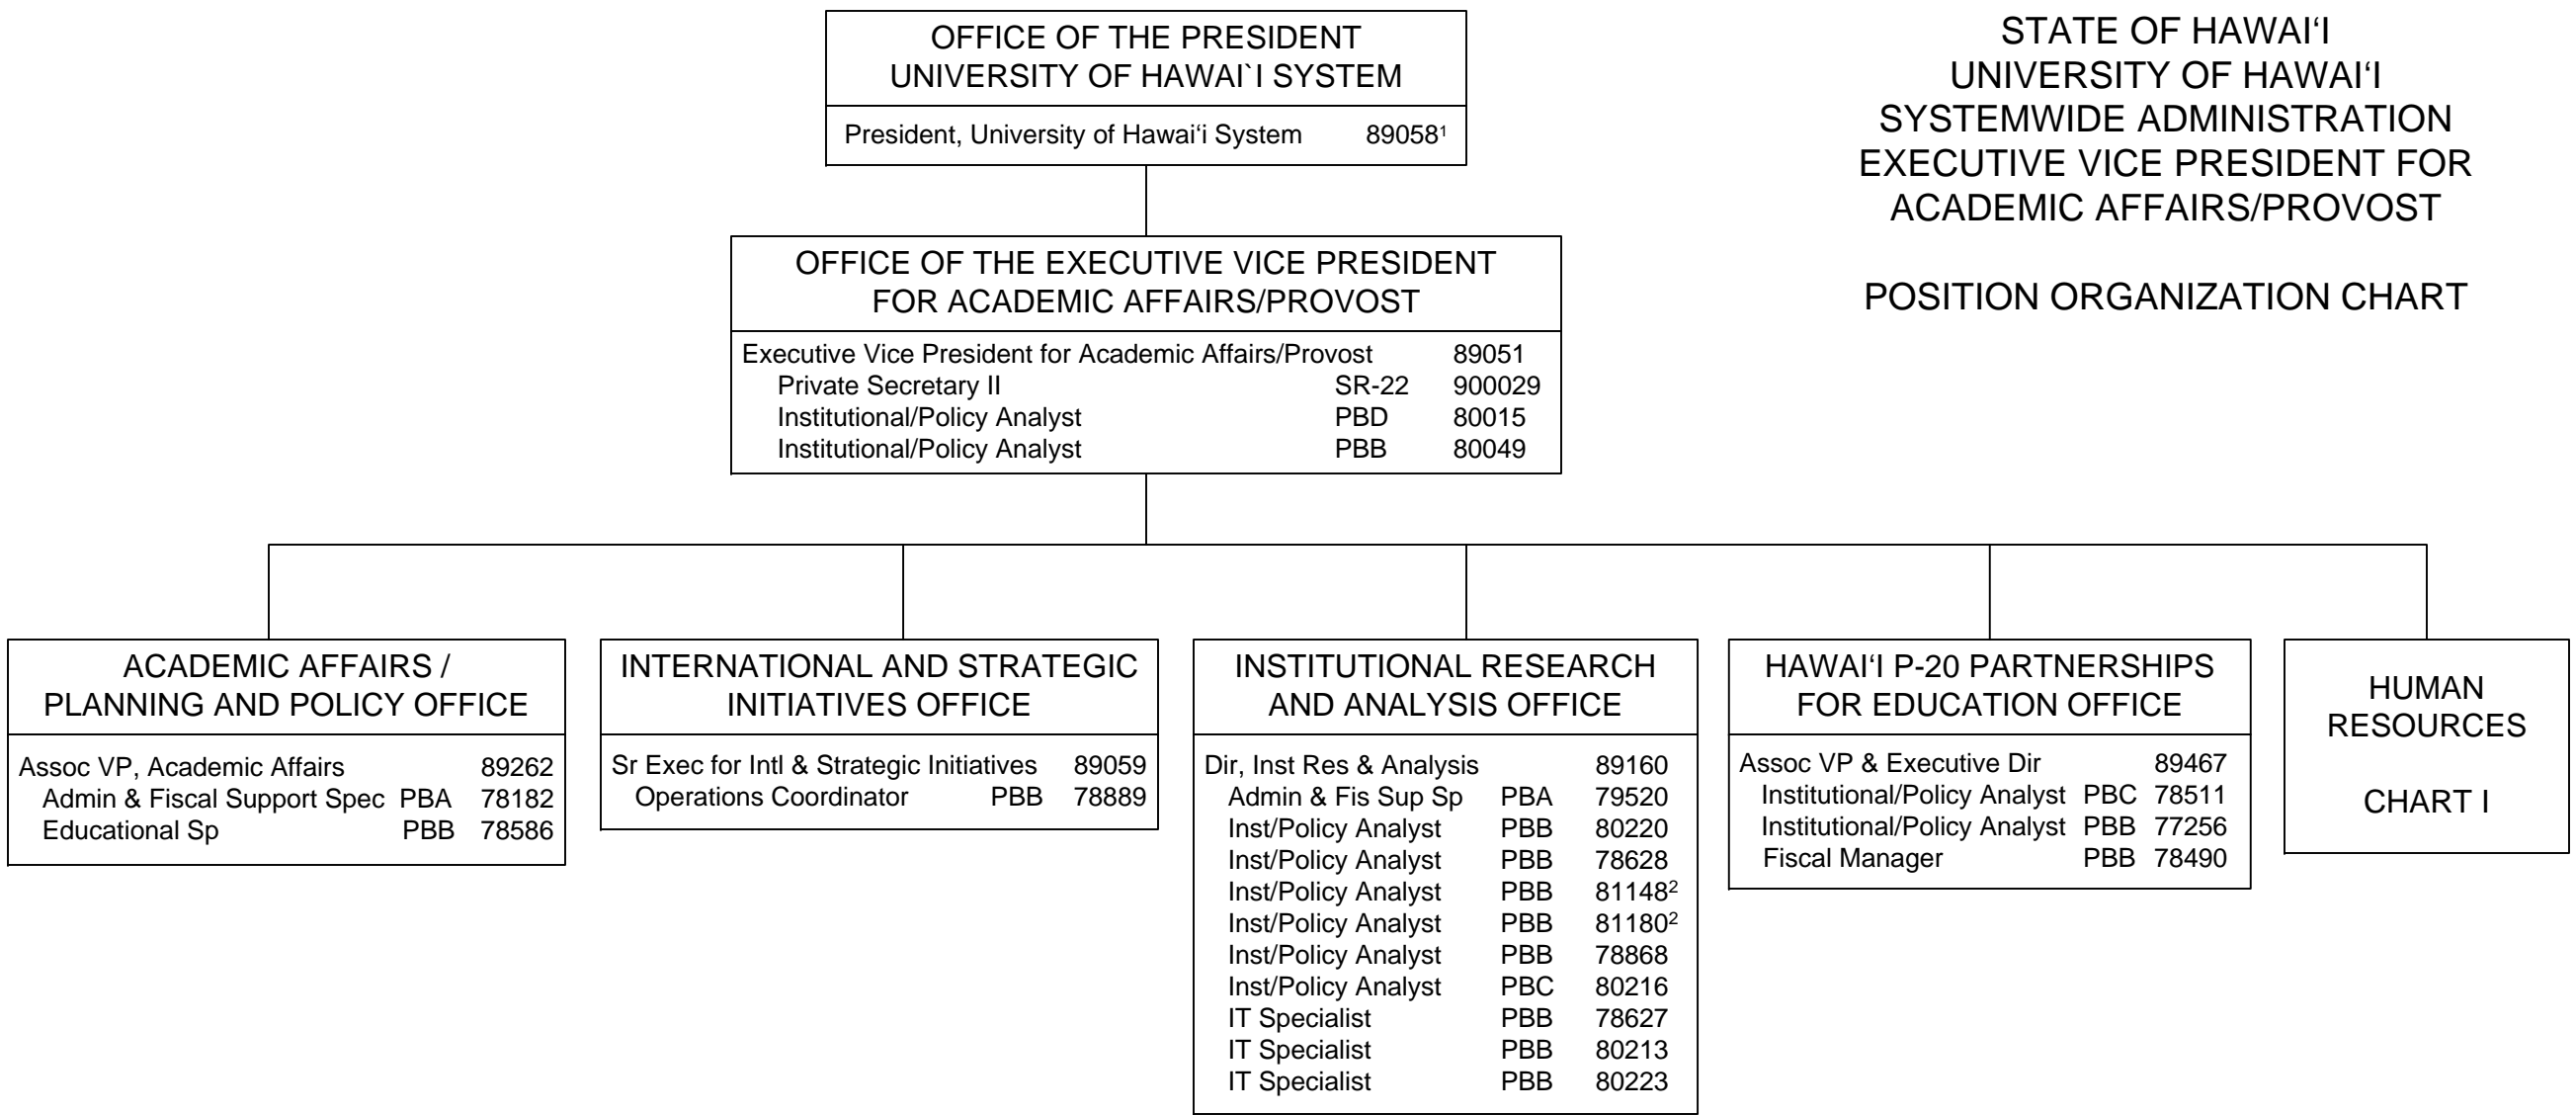 OFFICE OF THE PRESIDENT
UNIVERSITY OF HAWAI`I SYSTEM
President, University of Hawai‘i System 89058¹
STATE OF HAWAI‘I
UNIVERSITY OF HAWAI‘I
SYSTEMWIDE ADMINISTRATION
EXECUTIVE VICE PRESIDENT FOR
ACADEMIC AFFAIRS/PROVOST
POSITION ORGANIZATION CHART
OFFICE OF THE EXECUTIVE VICE PRESIDENT
FOR ACADEMIC AFFAIRS/PROVOST
Executive Vice President for Academic Affairs/Provost 89051
Private Secretary II SR-22 900029
Institutional/Policy Analyst PBD 80015
Institutional/Policy Analyst PBB 80049
ACADEMIC AFFAIRS /
PLANNING AND POLICY OFFICE
Assoc VP, Academic Affairs 89262
Admin & Fiscal Support Spec PBA 78182
Educational Sp PBB 78586
INTERNATIONAL AND STRATEGIC
INITIATIVES OFFICE
Sr Exec for Intl & Strategic Initiatives 89059
Operations Coordinator PBB 78889
INSTITUTIONAL RESEARCH
AND ANALYSIS OFFICE
Dir, Inst Res & Analysis 89160
Admin & Fis Sup Sp PBA 79520
Inst/Policy Analyst PBB 80220
Inst/Policy Analyst PBB 78628
Inst/Policy Analyst PBB 81148²
Inst/Policy Analyst PBB 81180²
Inst/Policy Analyst PBB 78868
Inst/Policy Analyst PBC 80216
IT Specialist PBB 78627
IT Specialist PBB 80213
IT Specialist PBB 80223
HAWAI‘I P-20 PARTNERSHIPS
FOR EDUCATION OFFICE
Assoc VP & Executive Dir 89467
Institutional/Policy Analyst PBC 78511
Institutional/Policy Analyst PBB 77256
Fiscal Manager PBB 78490
HUMAN
RESOURCES
CHART I